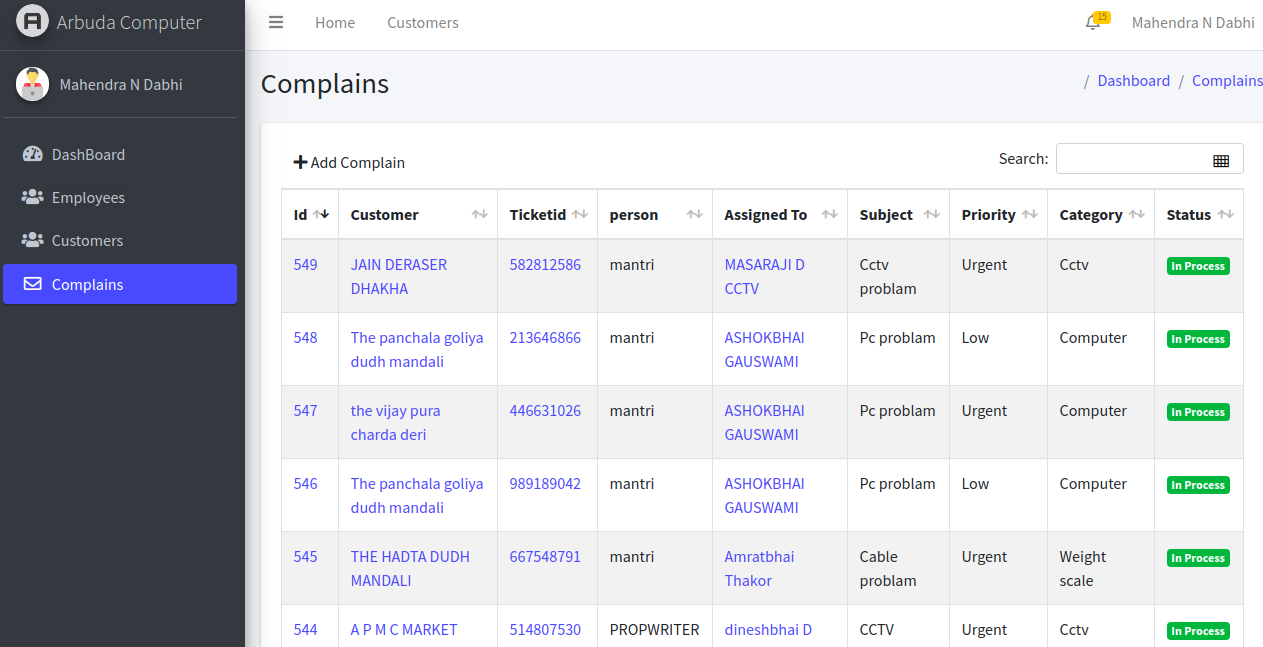 Arbuda Computer
Home
Customers
15
Mahendra N Dabhi
Mahendra N Dabhi
DashBoard
Employees
Customers
Complains
Complains
/ Dashboard / Complains
Add Complain
Search:
Id Customer Ticketid person Assigned To Subject Priority Category Status
549 JAIN DERASER 582812586 mantri MASARAJI D Cctv Urgent Cctv In Process
DHAKHA CCTV problam
548 The panchala goliya 213646866 mantri ASHOKBHAI Pc problam Low Computer In Process
dudh mandali GAUSWAMI
547 the vijay pura 446631026 mantri ASHOKBHAI Pc problam Urgent Computer In Process
charda deri GAUSWAMI
546 The panchala goliya 989189042 mantri ASHOKBHAI Pc problam Low Computer In Process
dudh mandali GAUSWAMI
545 THE HADTA DUDH 667548791 mantri Amratbhai Cable Urgent Weight In Process
MANDALI Thakor problam scale
544 A P M C MARKET 514807530 PROPWRITER dineshbhai D CCTV Urgent Cctv In Process